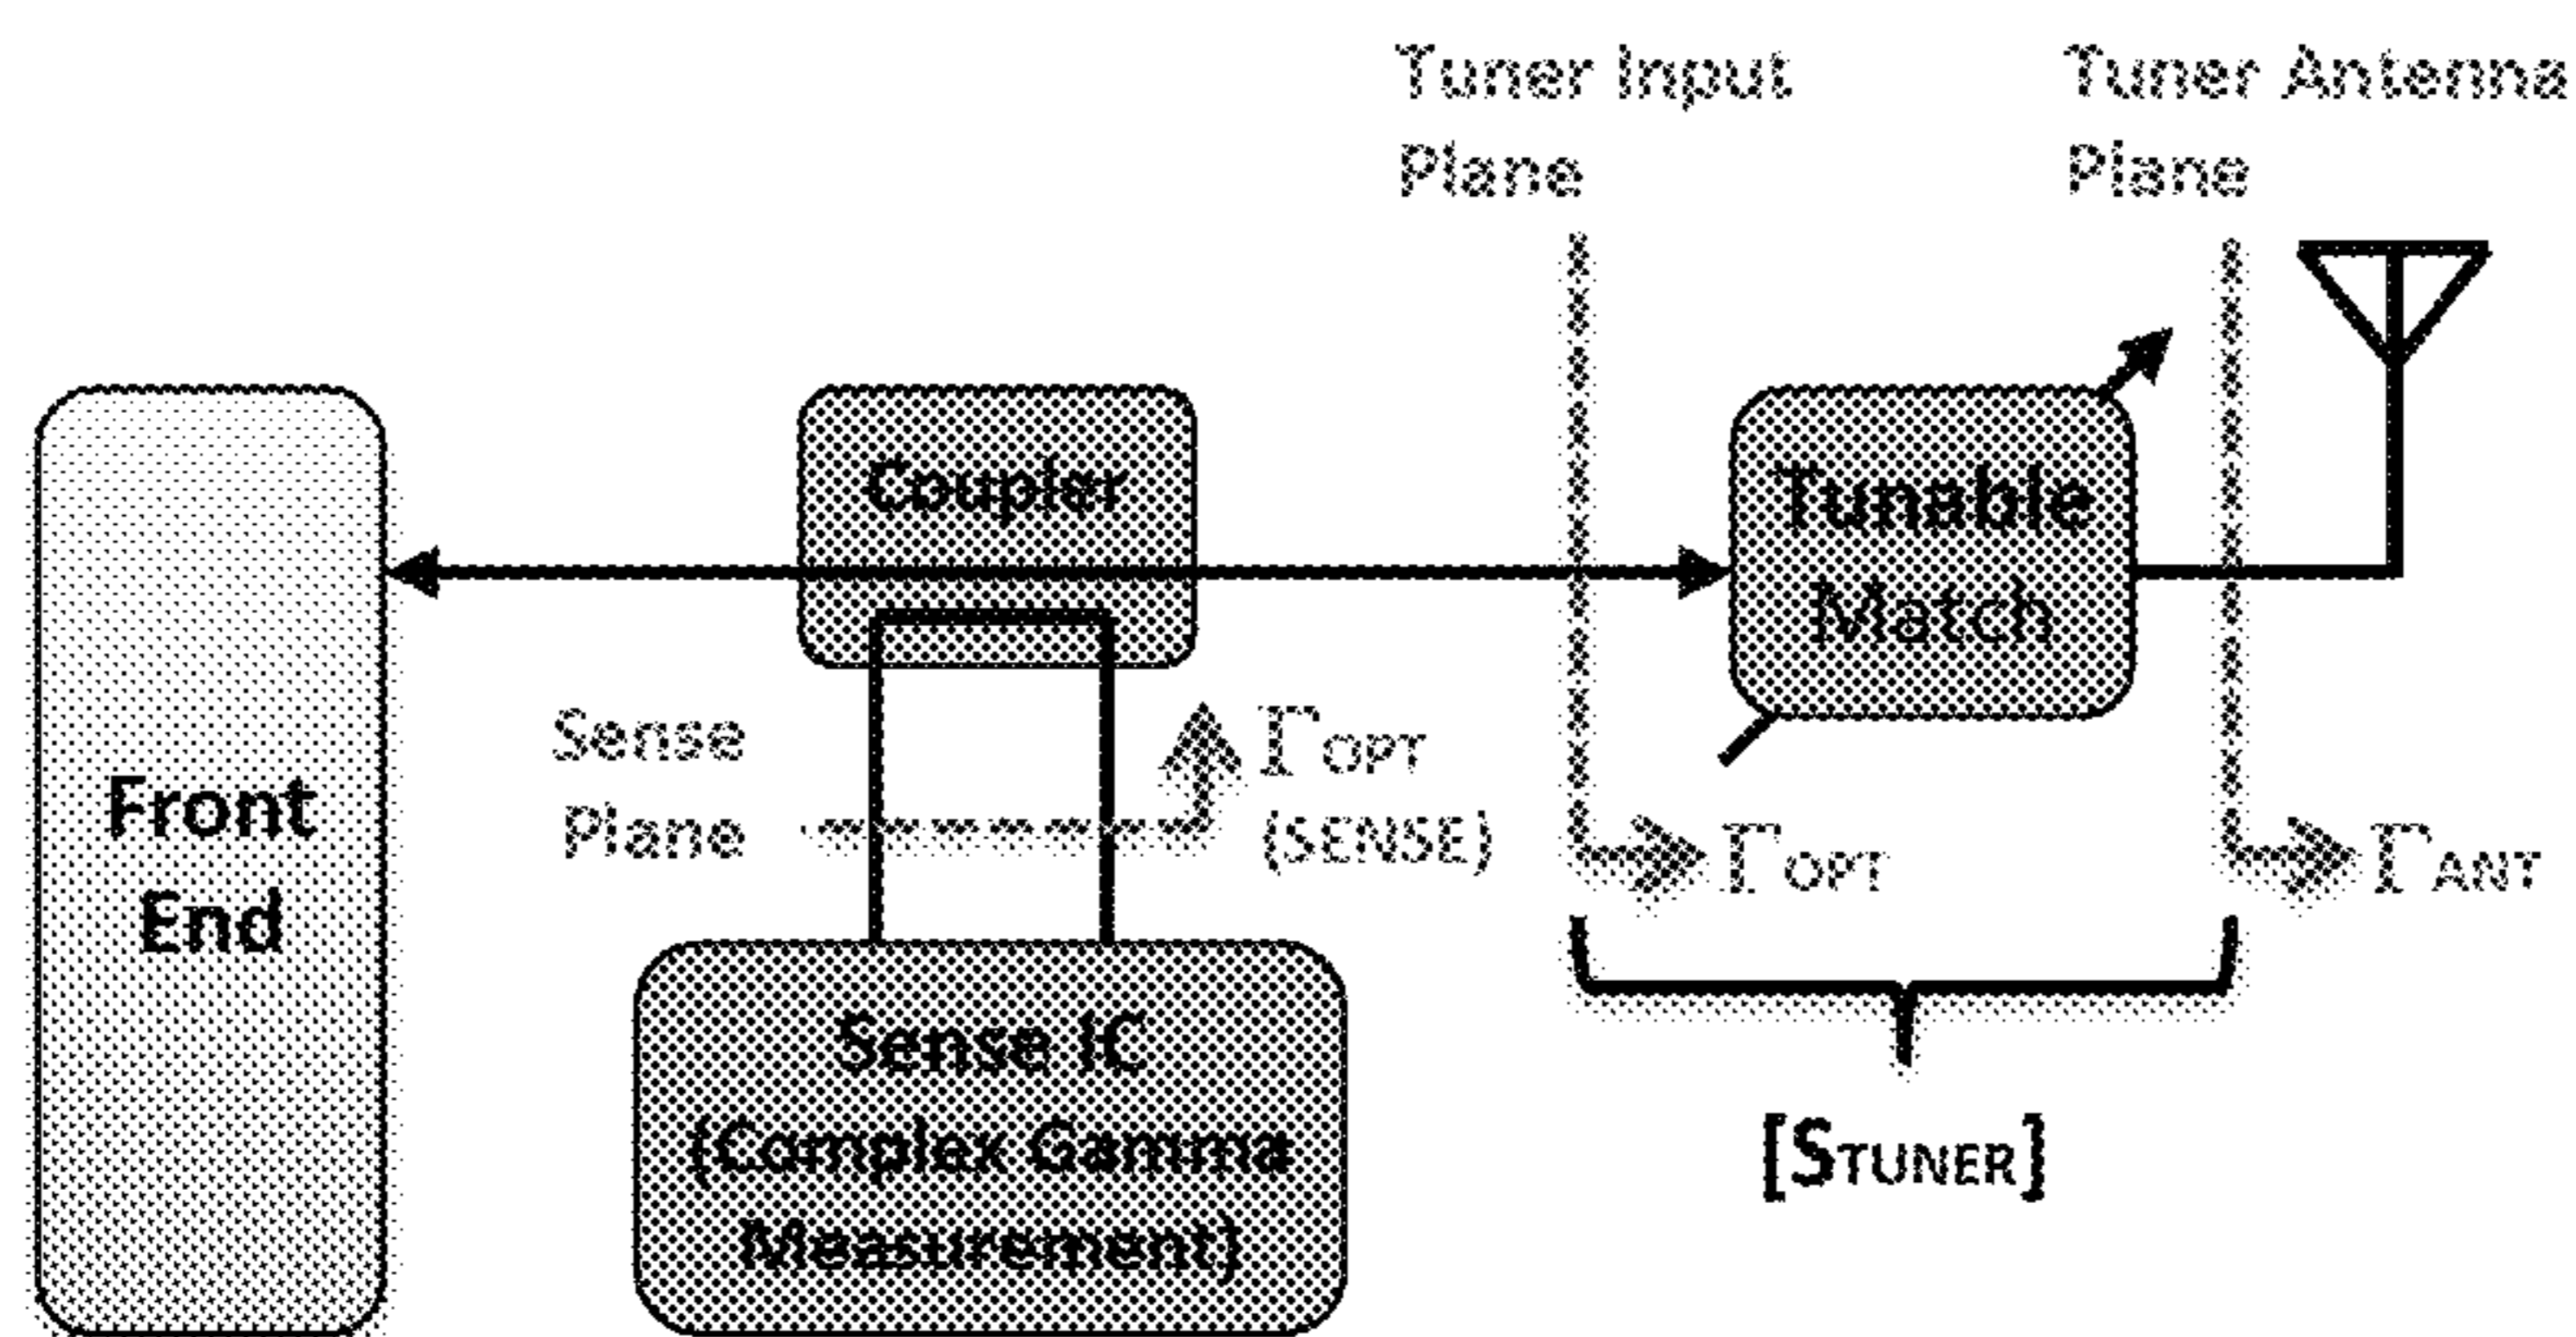 Tuner Input
Plane
Tuner Antenna
Plane
Coupler
Tunable
Match
Sense
Plane
ΓOPT
(SENSE)
Front
End
ΓOPT
ΓANT
Sense IC
(Complex Gamma
Measurement)
[STUNER]